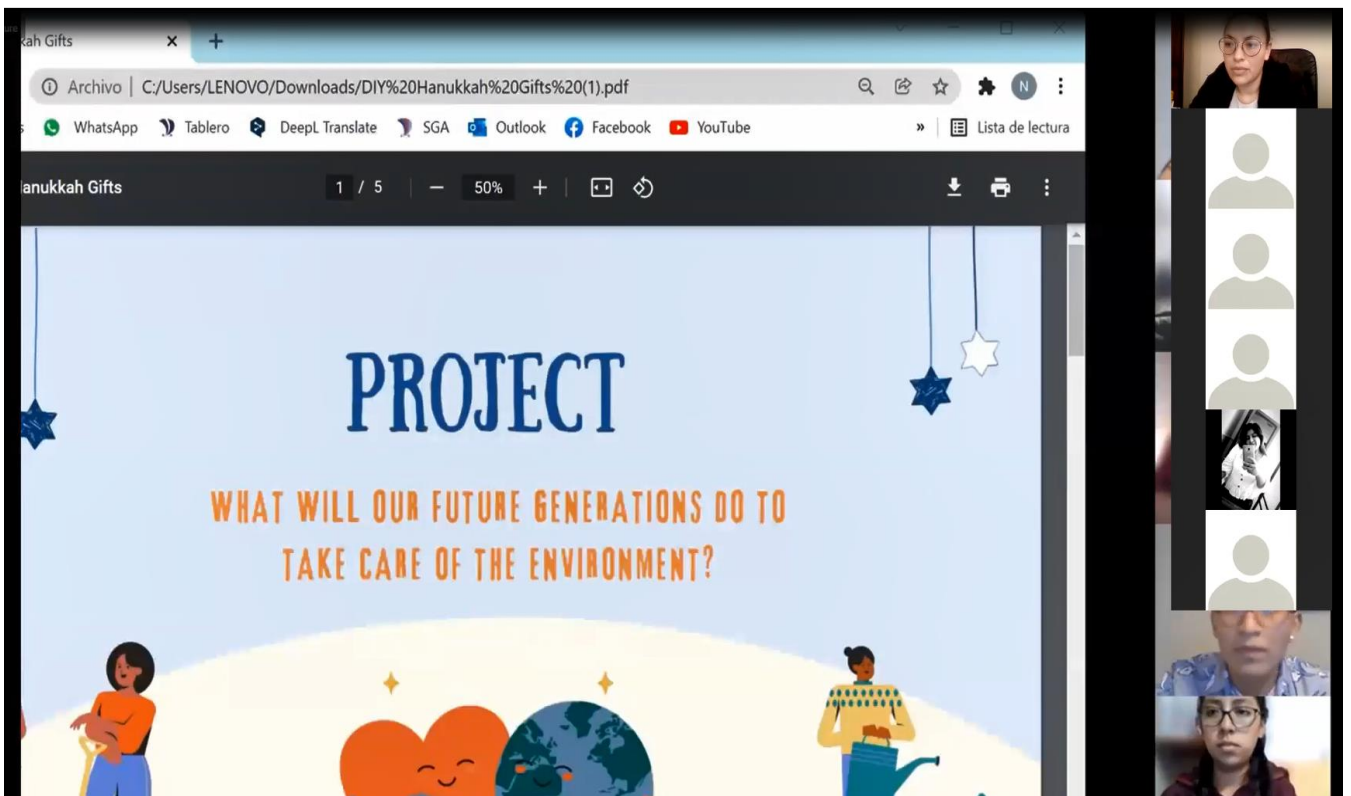 kah Gifts
Archivo | C:/Users/LENOVO/Downloads/DIY%20Hanukkah%20Gifts%20(1).pdf
N
WhatsApp Tablero DeepL Translate SGA Outlook Facebook YouTube » Lista de lectura
anukkah Gifts 1 / 5 50%
PROJECT
WHAT WILL OUR FUTURE GENERATIONS DO TO
TAKE CARE OF THE ENVIRONMENT?